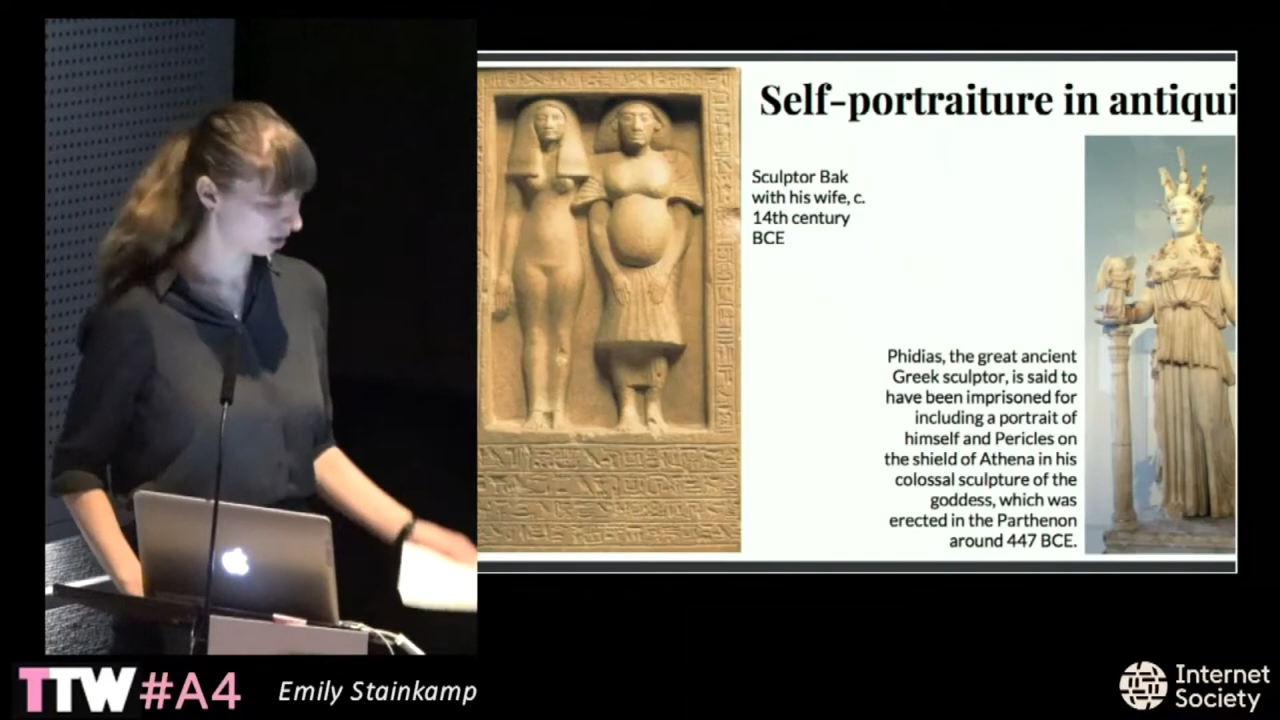 Self-portraiture in antiqui
Sculptor Bak
with his wife, c.
14th century
BCE
Phidias, the great ancient
Greek sculptor, is said to
have been imprisoned for
including a portrait of
himself and Pericles on
the shield of Athena in his
colossal sculpture of the
goddess, which was
erected in the Parthenon
around 447 BCE.
TTW#A4
Emily Stainkamp
Internet
Society